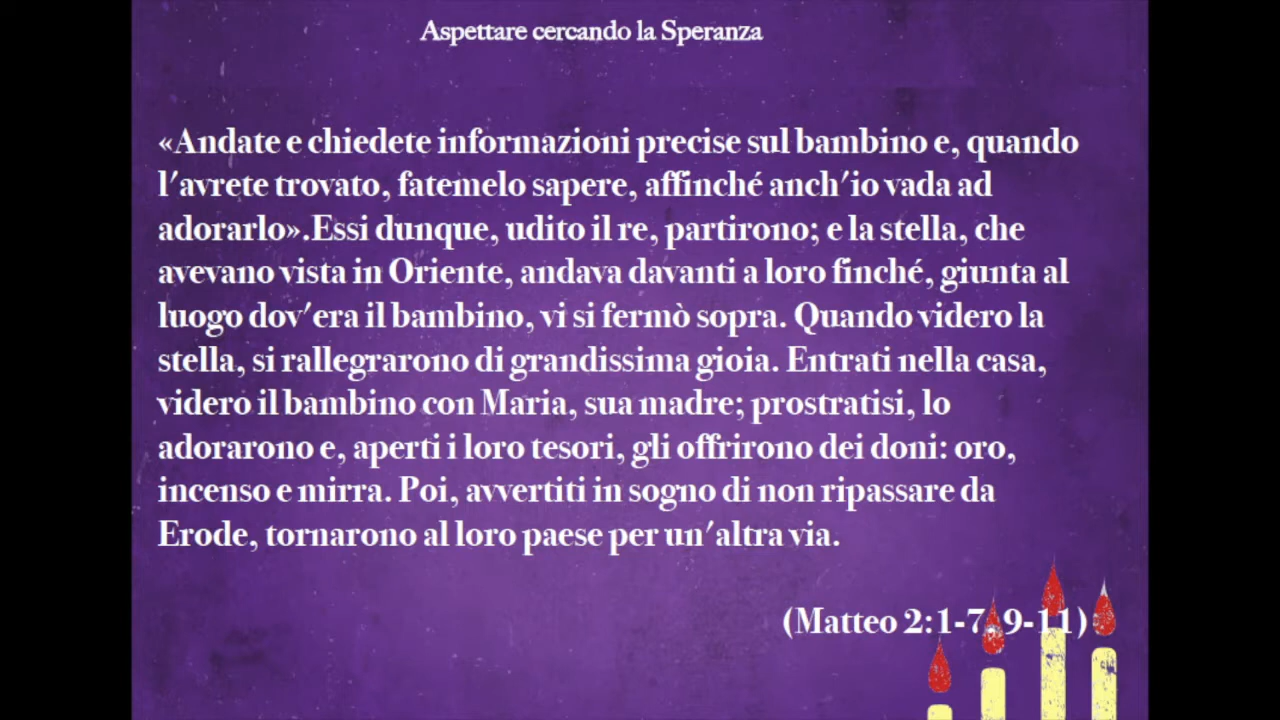 Aspettare cercando la Speranza
«Andate e chiedete informazioni precise sul bambino e, quando
l'avrete trovato, fatemelo sapere, affinché anch'io vada ad
adorarlo».Essi dunque, udito il re, partirono; e la stella, che
avevano vista in Oriente, andava davanti a loro finché, giunta al
luogo dov'era il bambino, vi si fermò sopra. Quando videro la
stella, si rallegrarono di grandissima gioia. Entrati nella casa,
videro il bambino con Maria, sua madre; prostratisi, lo
adorarono e, aperti i loro tesori, gli offrirono dei doni: oro,
incenso e mirra. Poi, avvertiti in sogno di non ripassare da
Erode, tornarono al loro paese per un'altra via.
(Matteo 2:1-7, 9-11)